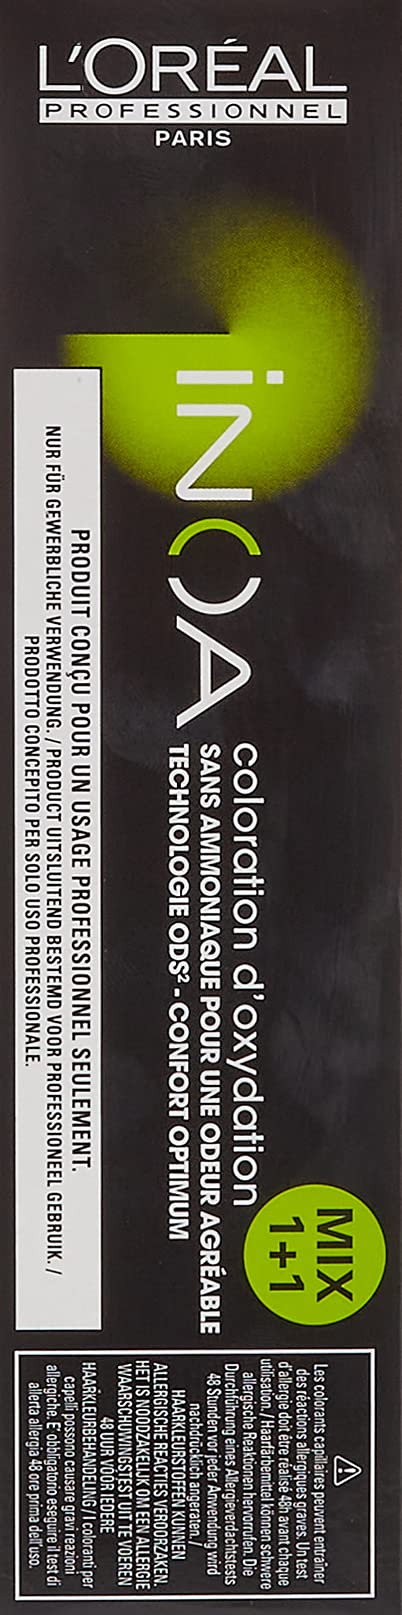 L'ORÉAL
PROFESSIONNEL
PARIS
iNOA
coloration d'oxydation
SANS AMMONIAQUE POUR UNE ODEUR AGRÉABLE
TECHNOLOGIE ODS² - CONFORT OPTIMUM
MIX
1+1
PRODUIT CONÇU POUR UN USAGE PROFESSIONNEL SEULEMENT.
NUR FÜR GEWERBLICHE VERWENDUNG. / PRODUCT UITSLUITEND BESTEMD VOOR PROFESSIONEEL GEBRUIK. /
PRODOTTO CONCEPITO PER SOLO USO PROFESSIONALE.
Les colorants capillaires peuvent entraîner
des réactions allergiques graves. Un test
d'allergie doit être réalisé 48h avant chaque
utilisation. / Haarfärbemittel können schwere
allergische Reaktionen hervorrufen. Die
Durchführung eines Allergieverdachtstests
48 Stunden vor jeder Anwendung wird
nachdrücklich angeraten. /
HAARKLEURSTOFFEN KUNNEN
ALLERGISCHE REACTIES VEROORZAKEN.
HET IS NOODZAKELIJK OM EEN ALLERGIE
WAARSCHUWINGSTEST UIT TE VOEREN
48 UUR VOOR IEDERE
HAARKLEURBEHANDELING / I coloranti per
capelli possono causare gravi reazioni
allergiche. E' obbligatorio eseguire il test di
allerta allergia 48 ore prima dell'uso.